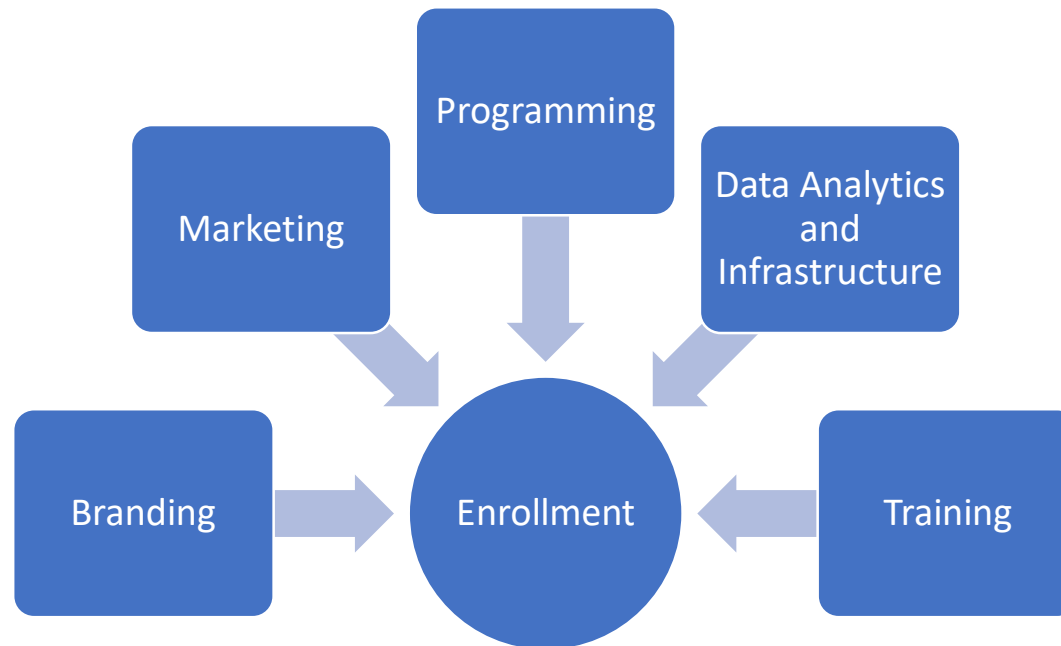 Programming
Marketing
Data Analytics
and
Infrastructure
Branding
Enrollment
Training